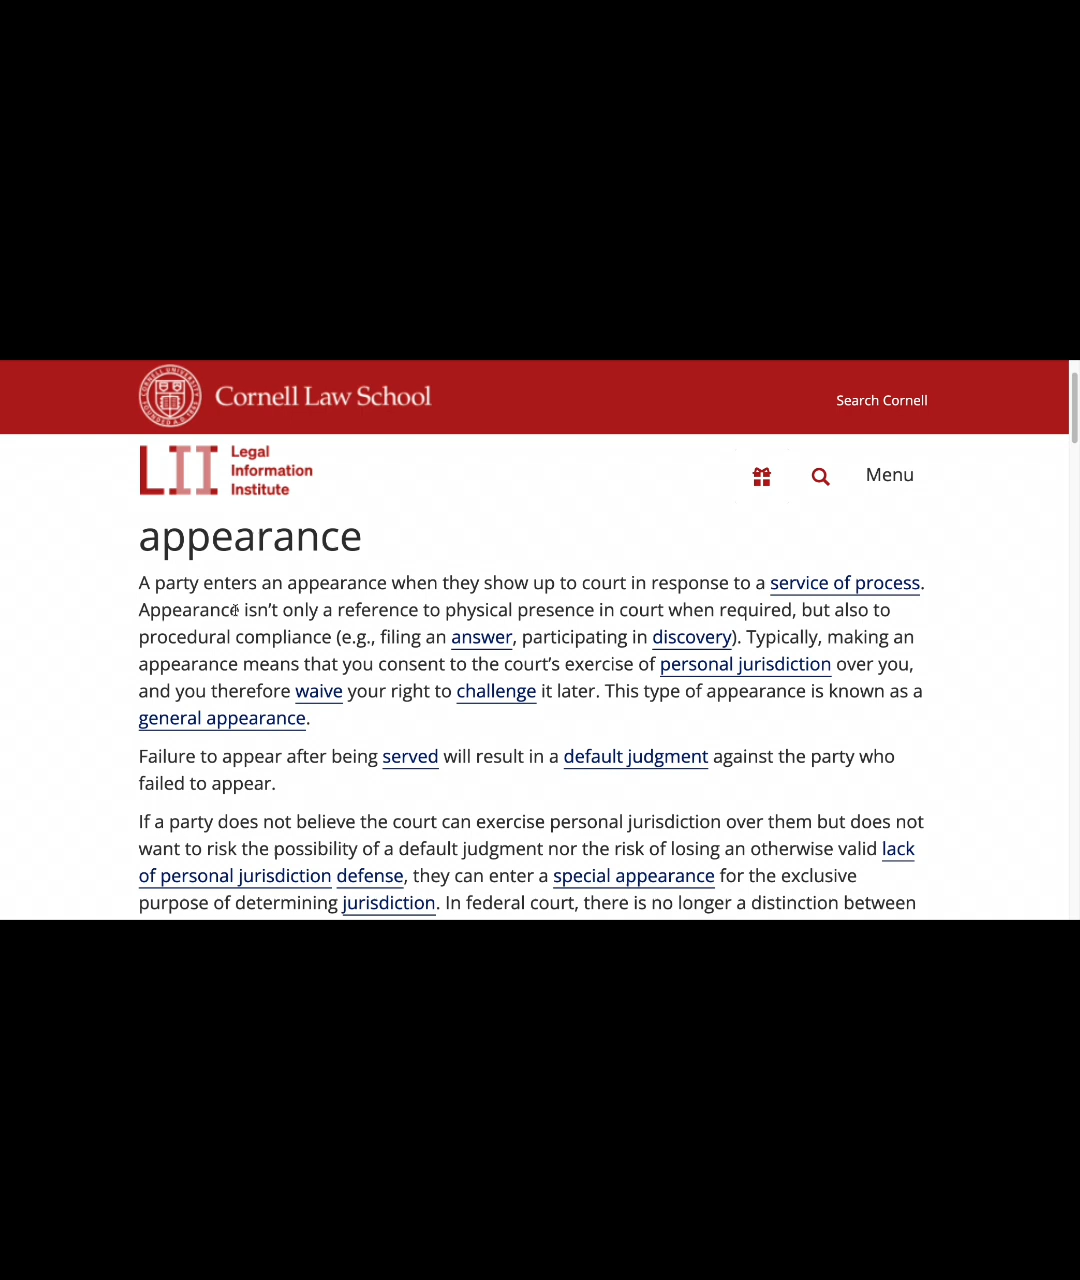 Cornell Law School
Search Cornell
LII Legal
Information
Institute
Menu
appearance
A party enters an appearance when they show up to court in response to a service of process.
Appearance isn’t only a reference to physical presence in court when required, but also to
procedural compliance (e.g., filing an answer, participating in discovery). Typically, making an
appearance means that you consent to the court’s exercise of personal jurisdiction over you,
and you therefore waive your right to challenge it later. This type of appearance is known as a
general appearance.
Failure to appear after being served will result in a default judgment against the party who
failed to appear.
If a party does not believe the court can exercise personal jurisdiction over them but does not
want to risk the possibility of a default judgment nor the risk of losing an otherwise valid lack
of personal jurisdiction defense, they can enter a special appearance for the exclusive
purpose of determining jurisdiction. In federal court, there is no longer a distinction between